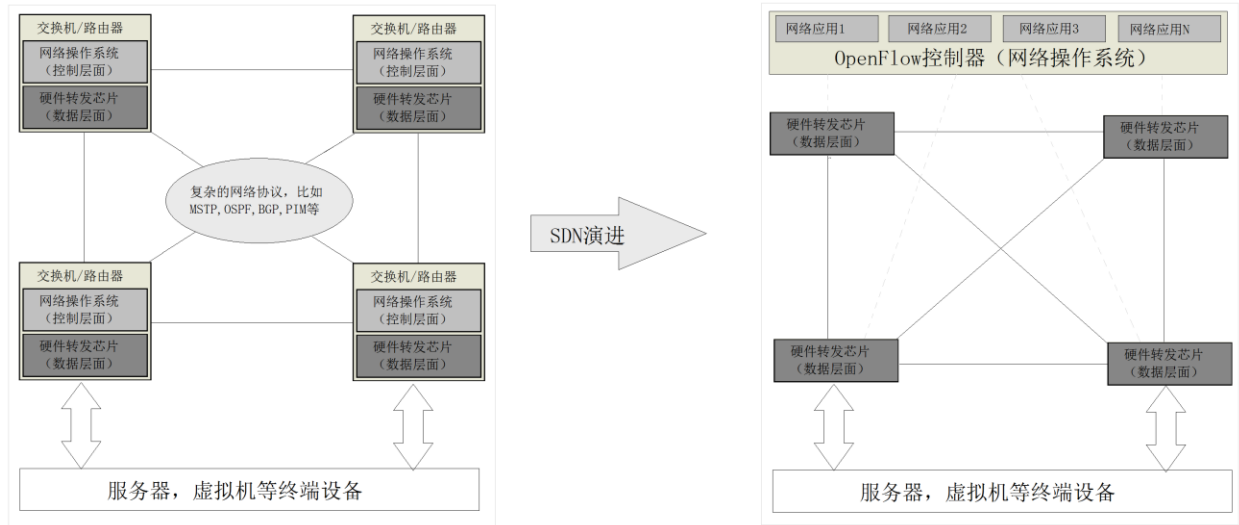 交换机/路由器
网络操作系统
（控制层面）
硬件转发芯片
（数据层面）
交换机/路由器
网络操作系统
（控制层面）
硬件转发芯片
（数据层面）
复杂的网络协议，比如
MSTP,OSPF,BGP,PIM等
交换机/路由器
网络操作系统
（控制层面）
硬件转发芯片
（数据层面）
交换机/路由器
网络操作系统
（控制层面）
硬件转发芯片
（数据层面）
服务器，虚拟机等终端设备
SDN演进
网络应用1
网络应用2
网络应用3
网络应用N
OpenFlow控制器（网络操作系统）
硬件转发芯片
（数据层面）
硬件转发芯片
（数据层面）
硬件转发芯片
（数据层面）
硬件转发芯片
（数据层面）
服务器，虚拟机等终端设备